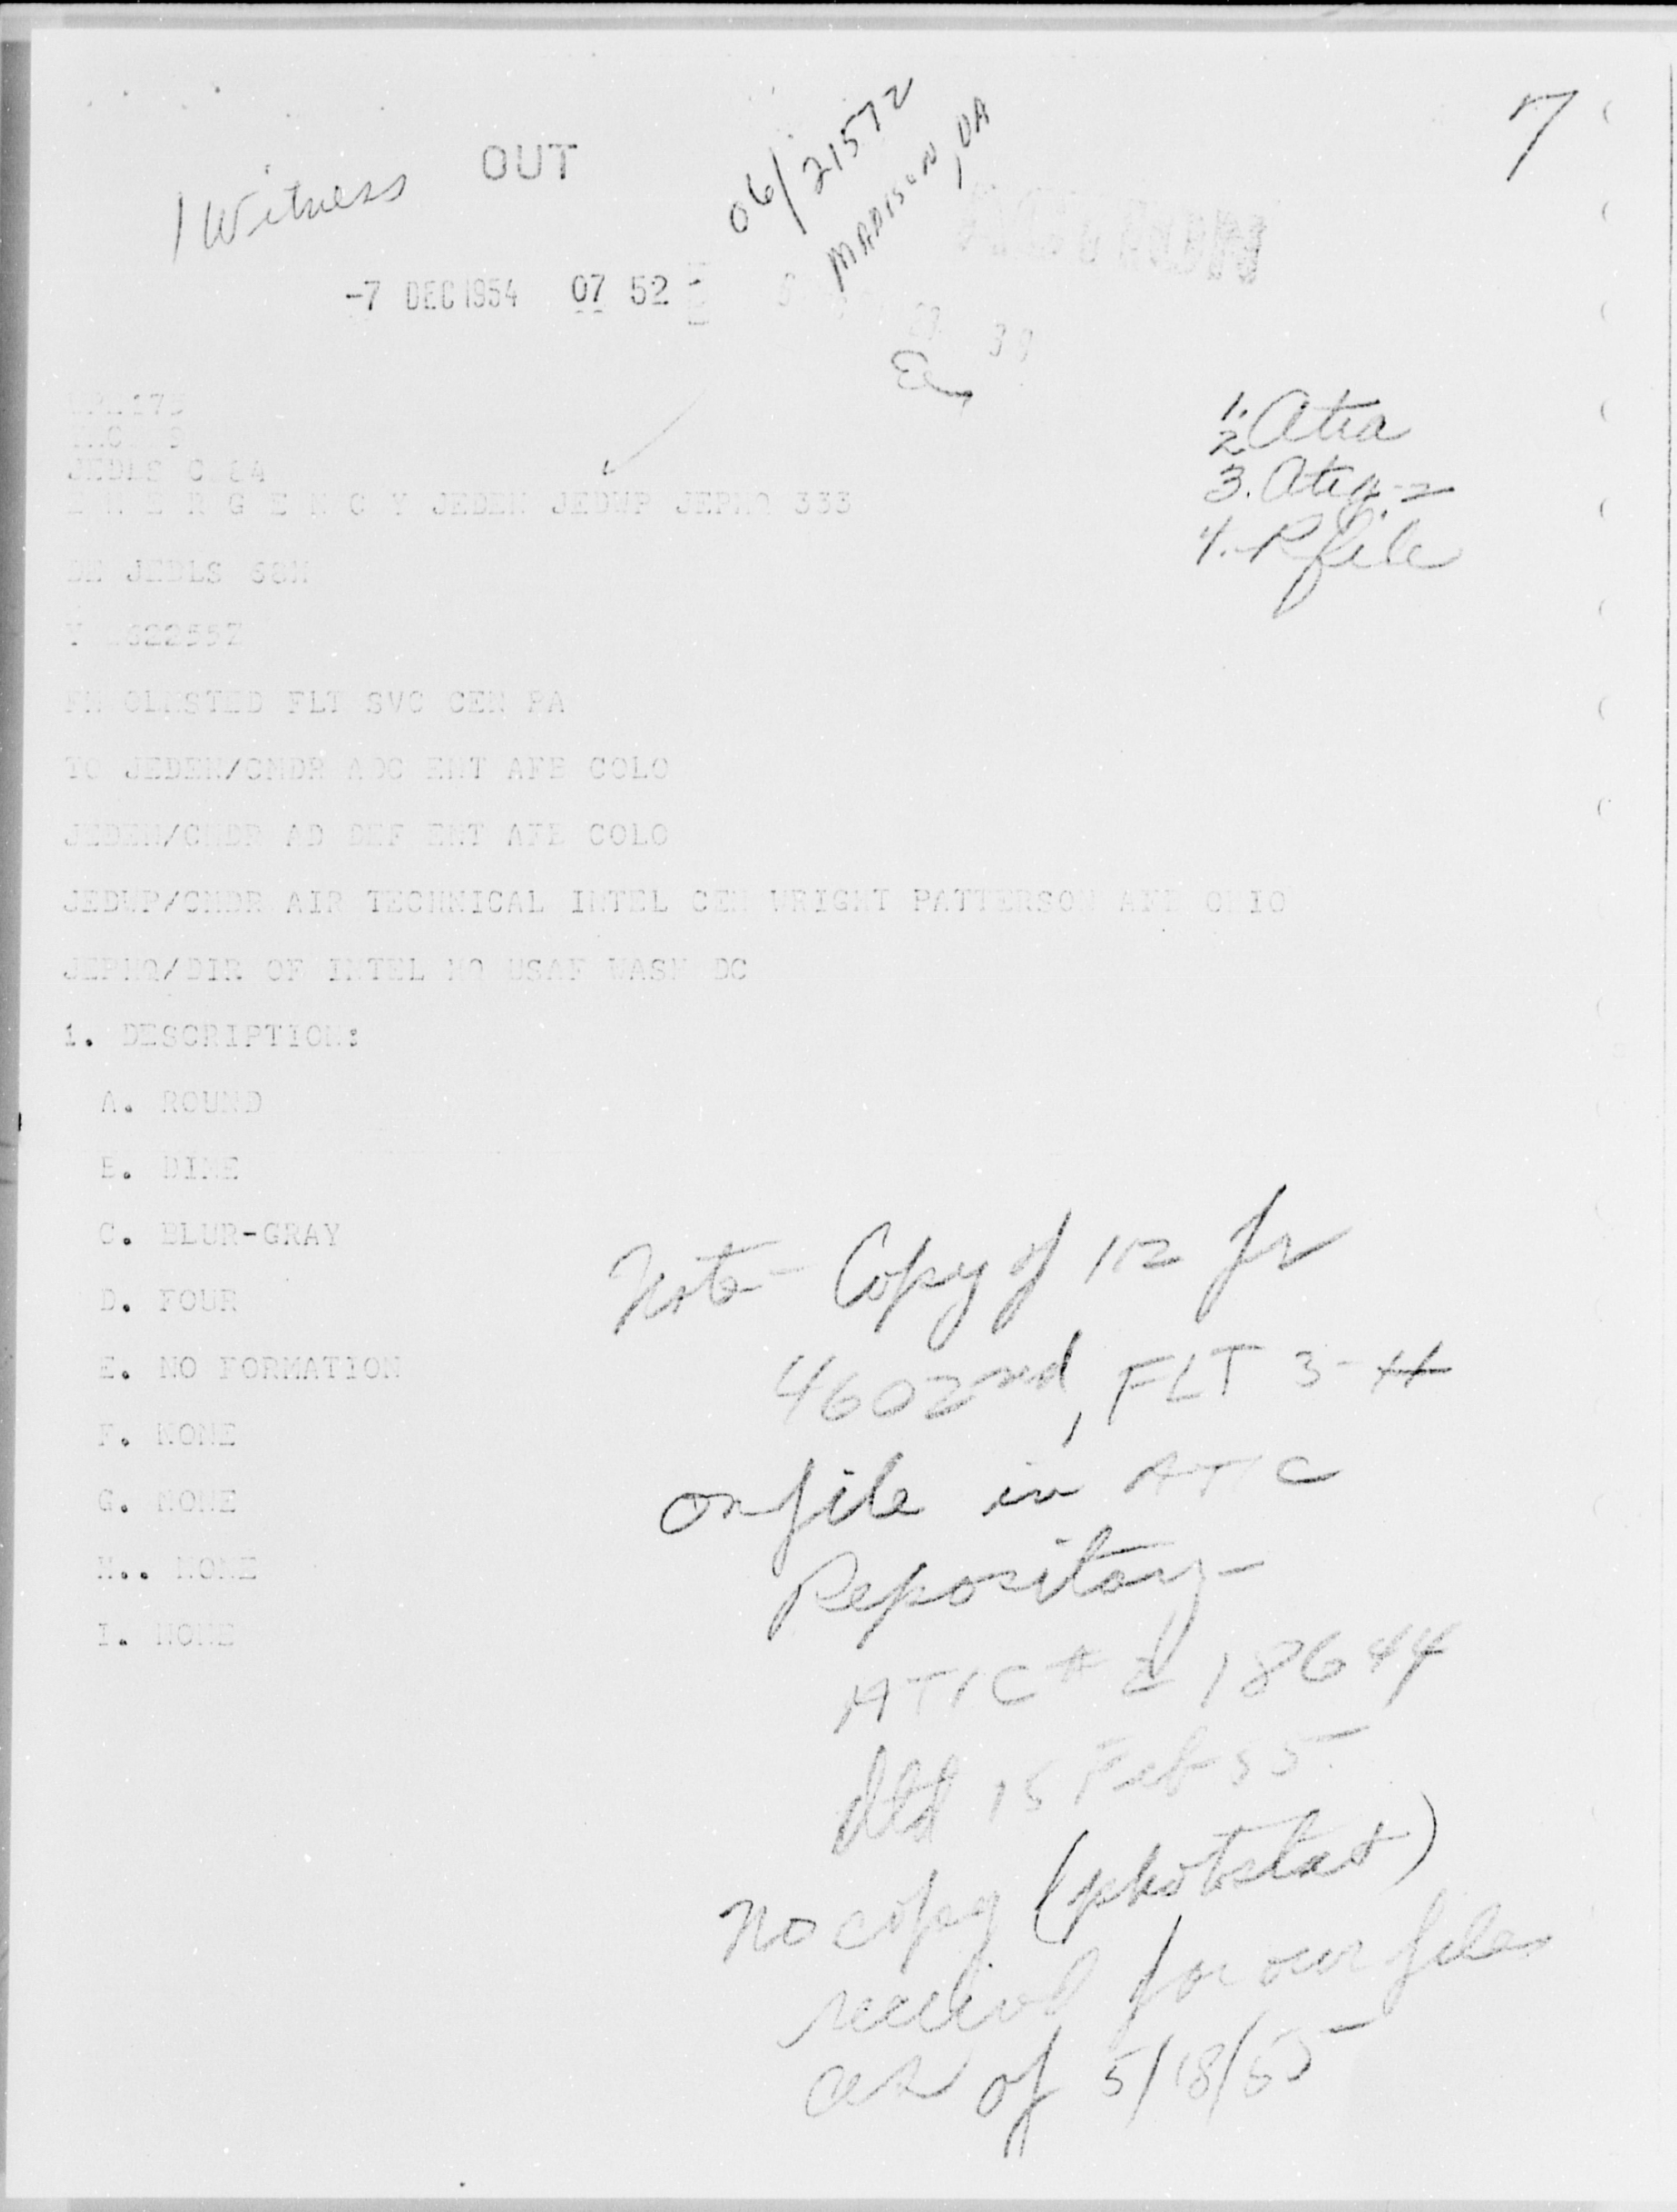 7
OUT
1 Witness
06/2157Z
MADISON, VA
ACTION
-7 DEC 1954 07 52
1.
2. Atia
3. Atia-2
4. P file
E M E R G E N C Y JEDEN JEDWP JEPHQ 333
DE JEDLS 68H
FM OLMSTED FLT SVC CEN PA
TO JEDEN/CMDR ADC ENT AFB COLO
JEDEN/CMDR AD DEF ENT AFB COLO
JEDWP/CMDR AIR TECHNICAL INTEL CEN WRIGHT PATTERSON AFB OHIO
JEPHQ/DIR OF INTEL HQ USAF WASH DC
1. DESCRIPTION:
A. ROUND
B. DIME
C. BLUR-GRAY
D. FOUR
E. NO FORMATION
F. NONE
G. NONE
H.. NONE
I. NONE
Note- Copy of 112 fr
4602nd, FLT 3-
on file in ATIC
Repository-
ATIC # 18644
dtd 15 Feb 55
No copy (photostat)
received for our files
as of 5/18/55